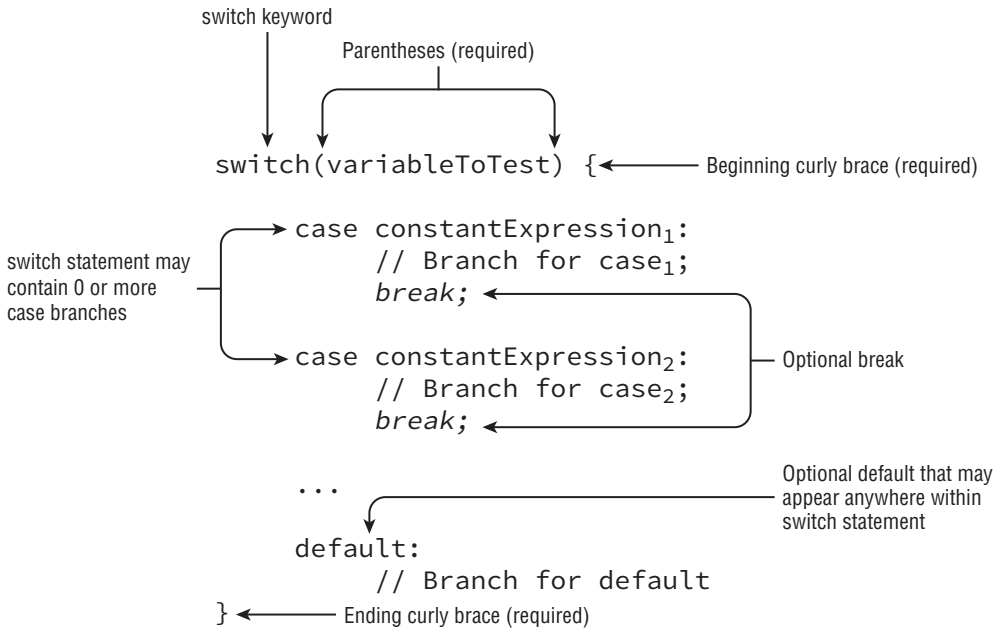 switch keyword
Parentheses (required)
switch(variableToTest) {
Beginning curly brace (required)
switch statement may
contain 0 or more
case branches
case constantExpression₁:
// Branch for case₁;
break;
case constantExpression₂:
// Branch for case₂;
break;
Optional break
...
Optional default that may
appear anywhere within
switch statement
default:
// Branch for default
}
Ending curly brace (required)